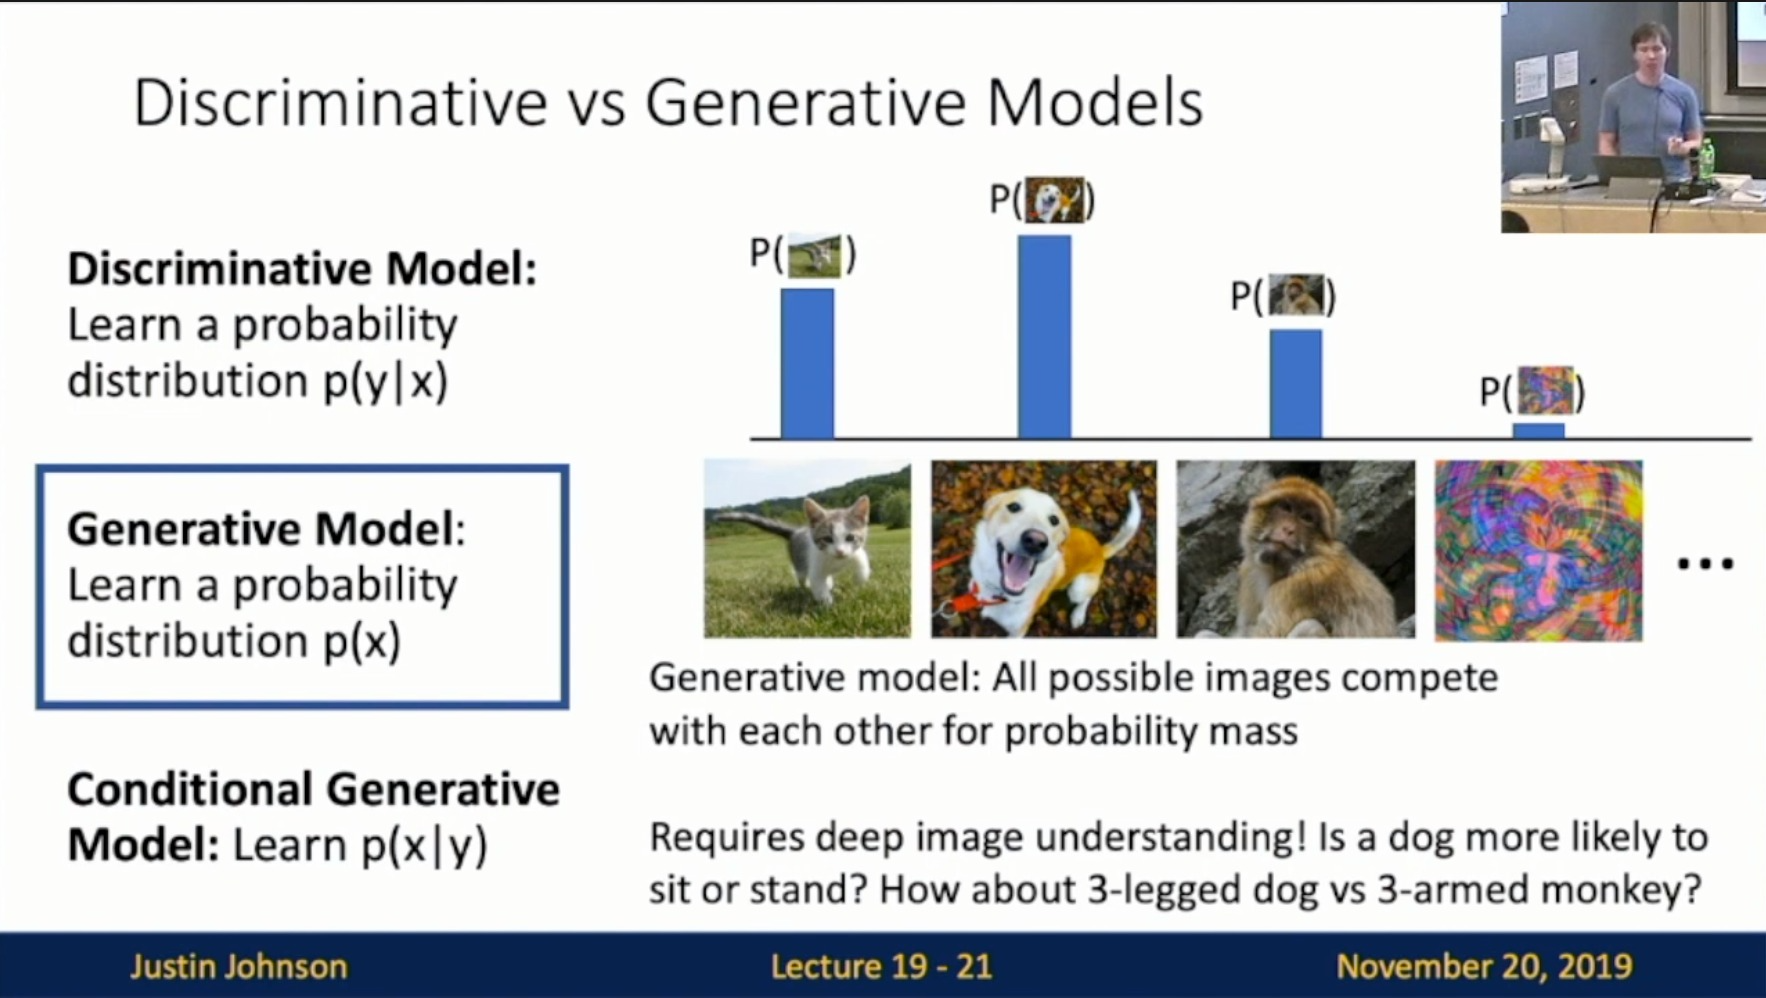 Discriminative vs Generative Models
Discriminative Model:
Learn a probability
distribution p(y|x)
Generative Model:
Learn a probability
distribution p(x)
Conditional Generative
Model: Learn p(x|y)
P( )
P( )
P( )
P( )
...
Generative model: All possible images compete
with each other for probability mass
Requires deep image understanding! Is a dog more likely to
sit or stand? How about 3-legged dog vs 3-armed monkey?
Justin Johnson
Lecture 19 - 21
November 20, 2019